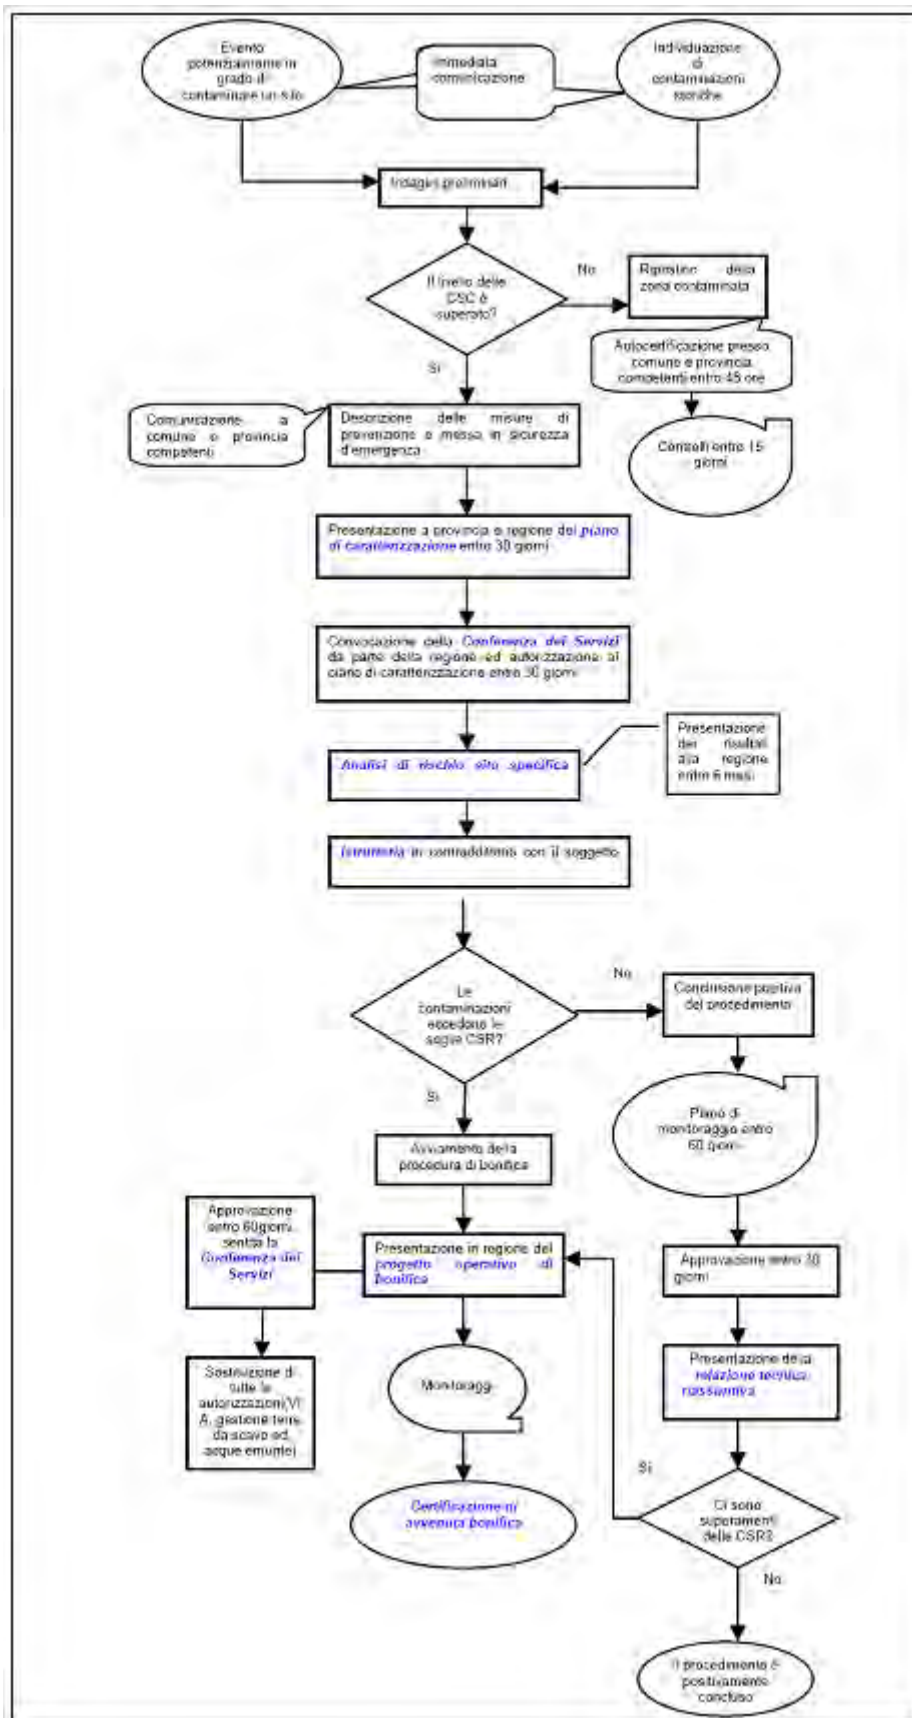 Evento
potenzialmente in
grado di
contaminare un sito
Immediata
comunicazione
Individuazione
di
contaminazioni
storiche
Indagini preliminari
Il livello delle
CSC è
superato?
No
Ripristino della
zona contaminata
Autocertificazione presso
comune e provincia
competenti entro 48 ore
Controlli entro 15
giorni
Si
Comunicazione a
comune e provincia
competenti
Descrizione delle misure di
prevenzione e messa in sicurezza
d'emergenza
Presentazione a provincia e regione del piano
di caratterizzazione entro 30 giorni
Convocazione della Conferenza dei Servizi
da parte della regione ed autorizzazione al
piano di caratterizzazione entro 30 giorni
Analisi di rischio sito specifica
Presentazione
dei risultati
alla regione
entro 6 mesi
Istruttoria in contraddittorio con il soggetto
Le
contaminazioni
eccedono le
soglie CSR?
No
Conclusione positiva
del procedimento
Piano di
monitoraggio entro
60 giorni
Si
Avviamento della
procedura di bonifica
Approvazione
entro 60giorni
sentita la
Conferenza dei
Servizi
Presentazione in regione del
progetto operativo di
bonifica
Approvazione entro 30
giorni
Sostituzione di
tutte le
autorizzazioni(VI
A, gestione terre
da scavo ed
acque emunte)
Monitoraggi
Presentazione della
relazione tecnica
riassuntiva
Certificazione di
avvenuta bonifica
Si
Ci sono
superamenti
delle CSR?
No
Il procedimento è
positivamente
concluso